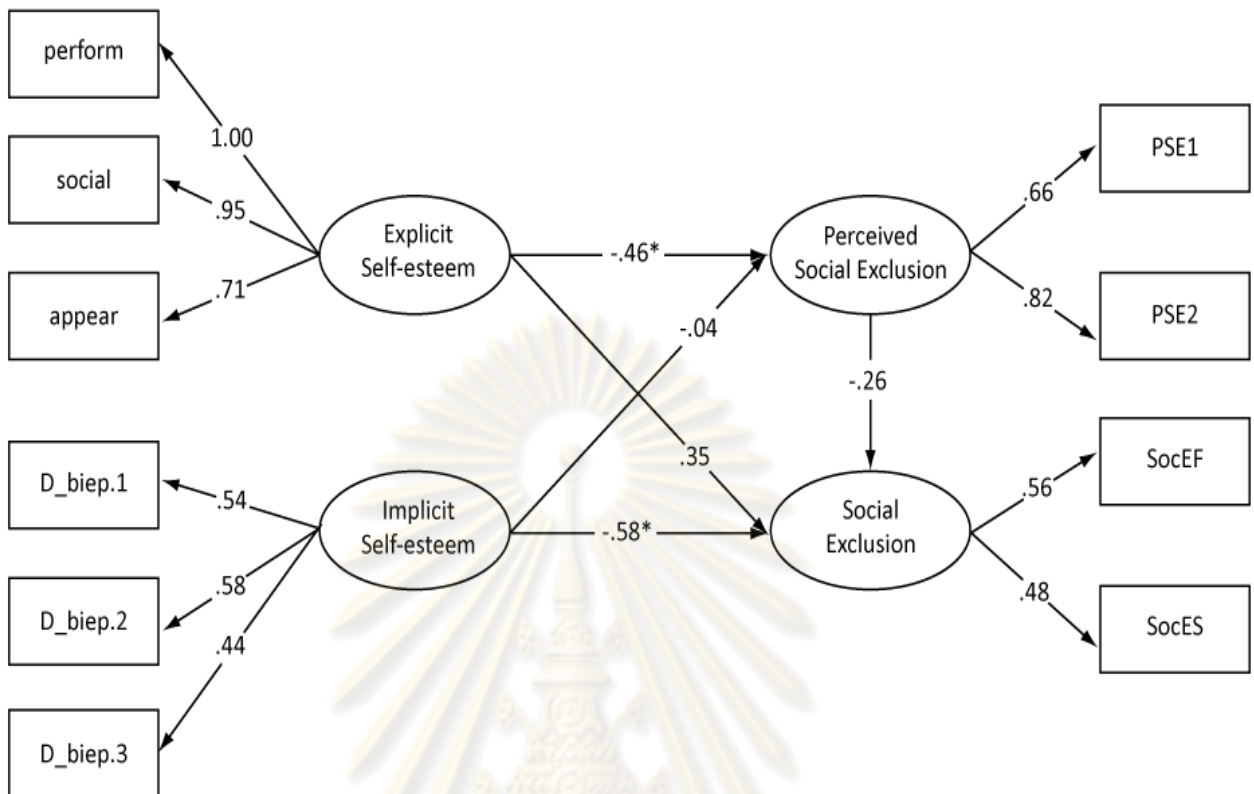 perform
1.00
social
.95
appear
.71
Explicit
Self-esteem
-.46*
Perceived
Social Exclusion
.66
PSE1
.82
PSE2
-.04
-.26
.35
D_biep.1
.54
D_biep.2
.58
D_biep.3
.44
Implicit
Self-esteem
-.58*
Social
Exclusion
.56
SocEF
.48
SocES